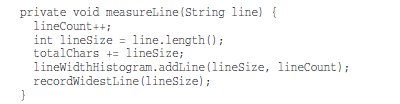 private void measureLine(String line) {
  lineCount++;
  int lineSize = line.length();
  totalChars += lineSize;
  lineWidthHistogram.addLine(lineSize, lineCount);
  recordWidestLine(lineSize);
}